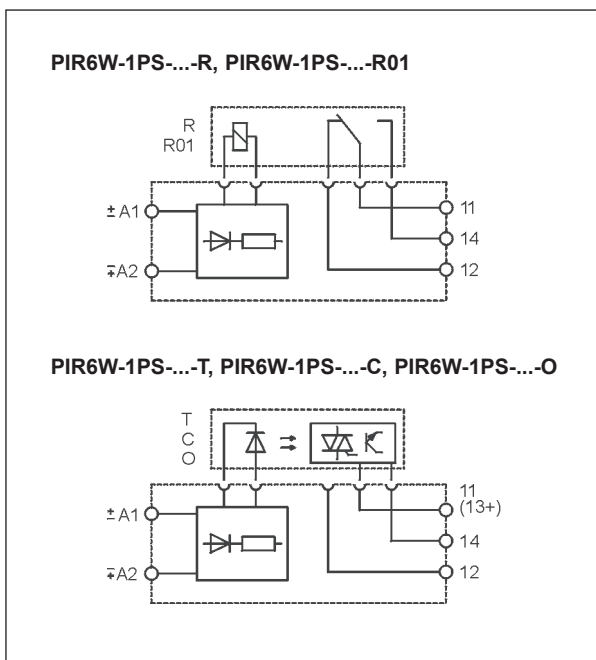 PIR6W-1PS-...-R, PIR6W-1PS-...-R01
R
R01
± A1
11
14
∓ A2
12
PIR6W-1PS-...-T, PIR6W-1PS-...-C, PIR6W-1PS-...-O
T
C
O
11
± A1
(13+)
14
∓ A2
12